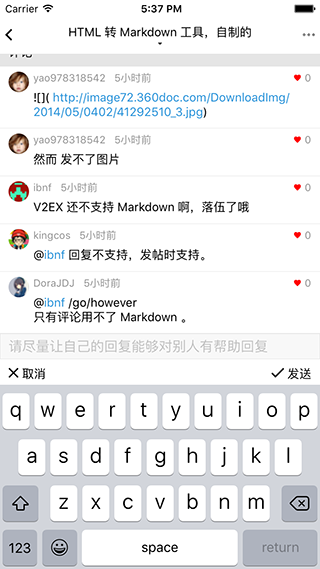 Carrier 5:37 PM
HTML 转 Markdown 工具，自制的
yao978318542 5小时前 0
![]( http://image72.360doc.com/DownloadImg/
2014/05/0402/41292510_3.jpg)
yao978318542 5小时前 0
然而 发不了图片
ibnf 5小时前 0
V2EX 还不支持 Markdown 啊，落伍了哦
kingcos 5小时前 0
@ibnf 回复不支持，发帖时支持。
DoraJDJ 5小时前 0
@ibnf /go/however
只有评论用不了 Markdown 。
请尽量让自己的回复能够对别人有帮助回复
取消 发送
q w e r t y u i o p
a s d f g h j k l
z x c v b n m
123 space return